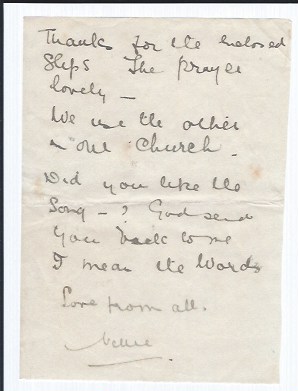 Thanks for the enclosed
Slips The prayer
lovely —
We use the other
in our Church.
Did you like the
Song - ? God send
You back to me
I mean the Words
Love from all.
Nellie